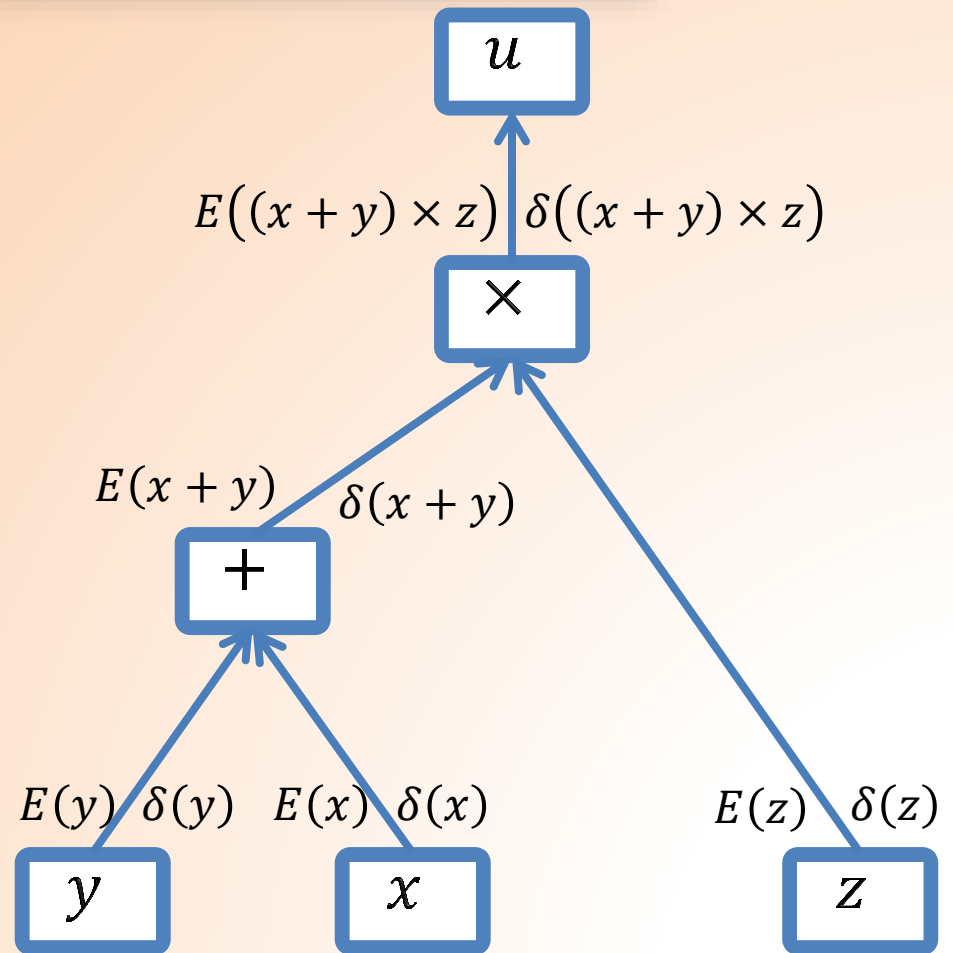 u
E((x + y) × z) δ((x + y) × z)
×
E(x + y) δ(x + y)
+
E(y) δ(y) E(x) δ(x) E(z) δ(z)
y x z